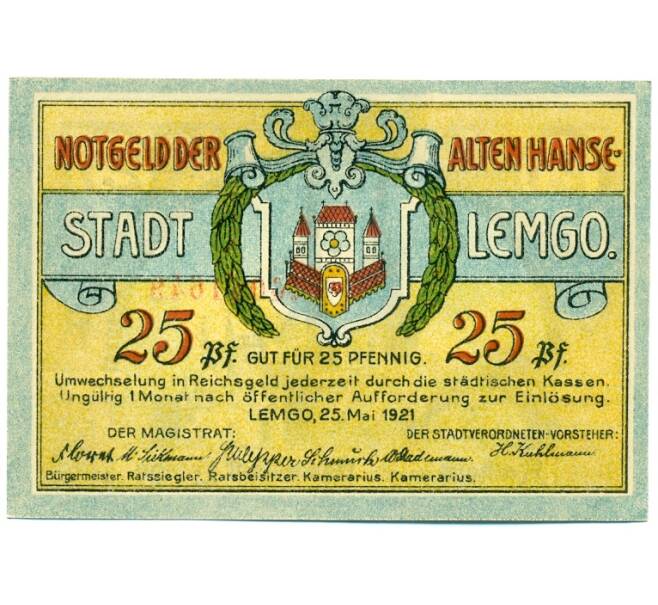 NOTGELD DER ALTEN HANSE-
STADT LEMGO.
25 Pf. GUT FÜR 25 PFENNIG. 25 Pf.
Umwechselung in Reichsgeld jederzeit durch die städtischen Kassen.
Ungültig 1 Monat nach öffentlicher Aufforderung zur Einlösung.
LEMGO, 25. Mai 1921
DER MAGISTRAT: DER STADTVERORDNETEN-VORSTEHER:
Floret H. Kuhlmann
Bürgermeister. Ratssiegler. Ratsbeisitzer. Kamerarius. Kamerarius.